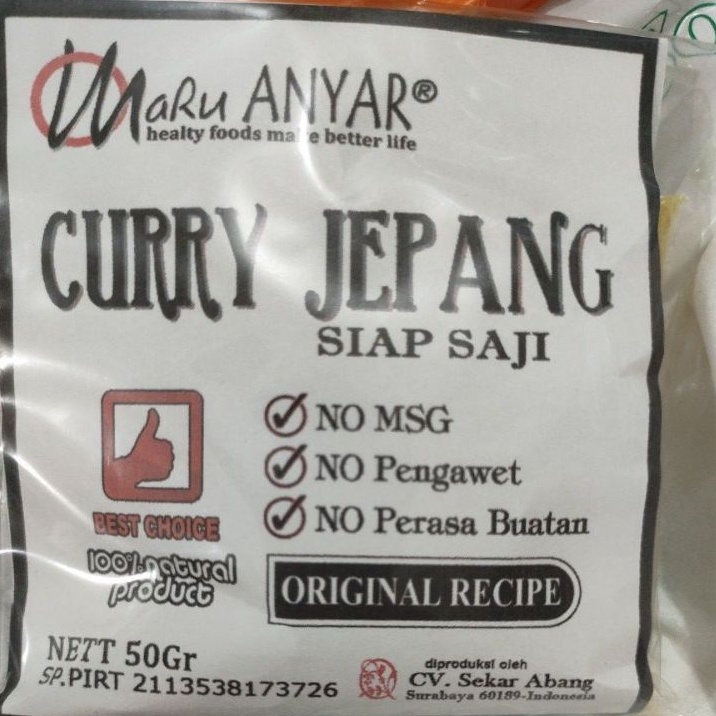 Maru ANYAR®
healty foods make better life
CURRY JEPANG
SIAP SAJI
NO MSG
NO Pengawet
NO Perasa Buatan
BEST CHOICE
100% natural
product
ORIGINAL RECIPE
NETT 50Gr
SP.PIRT 2113538173726
diproduksi oleh
CV. Sekar Abang
Surabaya 60189-Indonesia